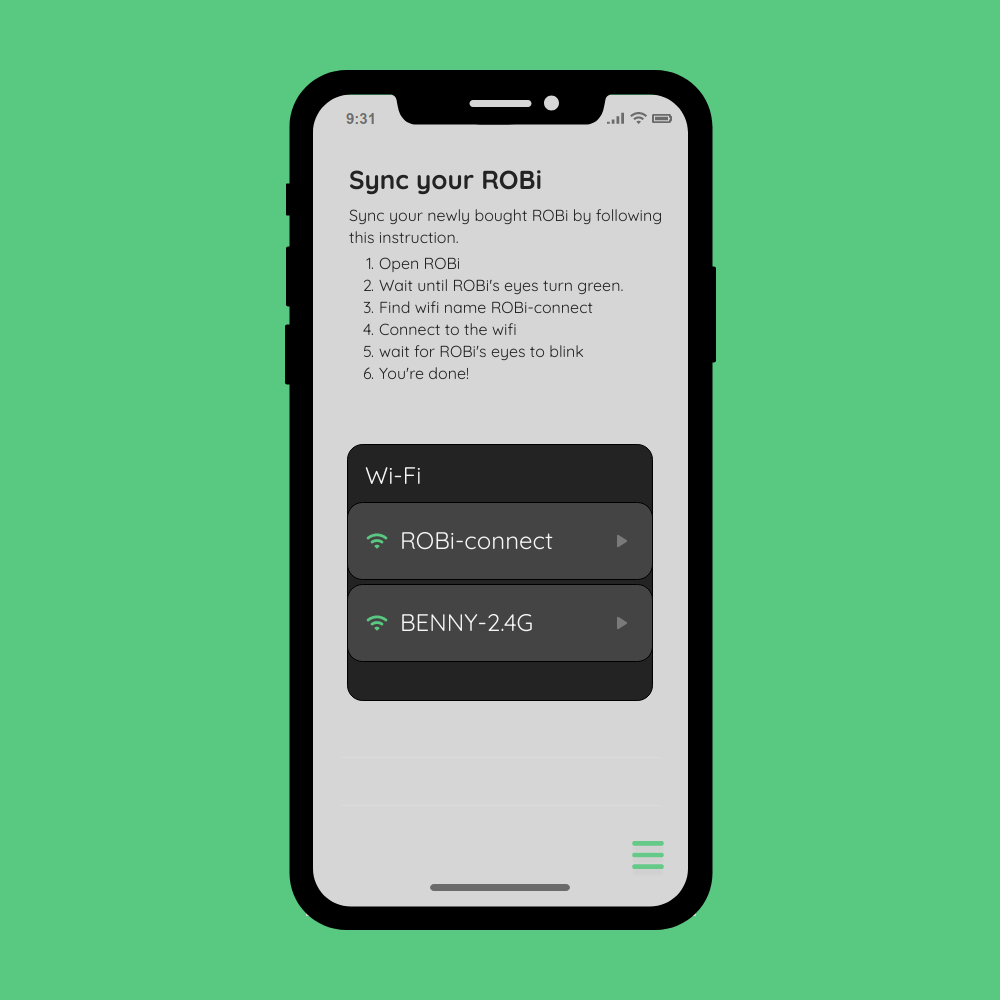 9:31
Sync your ROBi
Sync your newly bought ROBi by following
this instruction.
1. Open ROBi
2. Wait until ROBi's eyes turn green.
3. Find wifi name ROBi-connect
4. Connect to the wifi
5. wait for ROBi's eyes to blink
6. You're done!
Wi-Fi
ROBi-connect
BENNY-2.4G